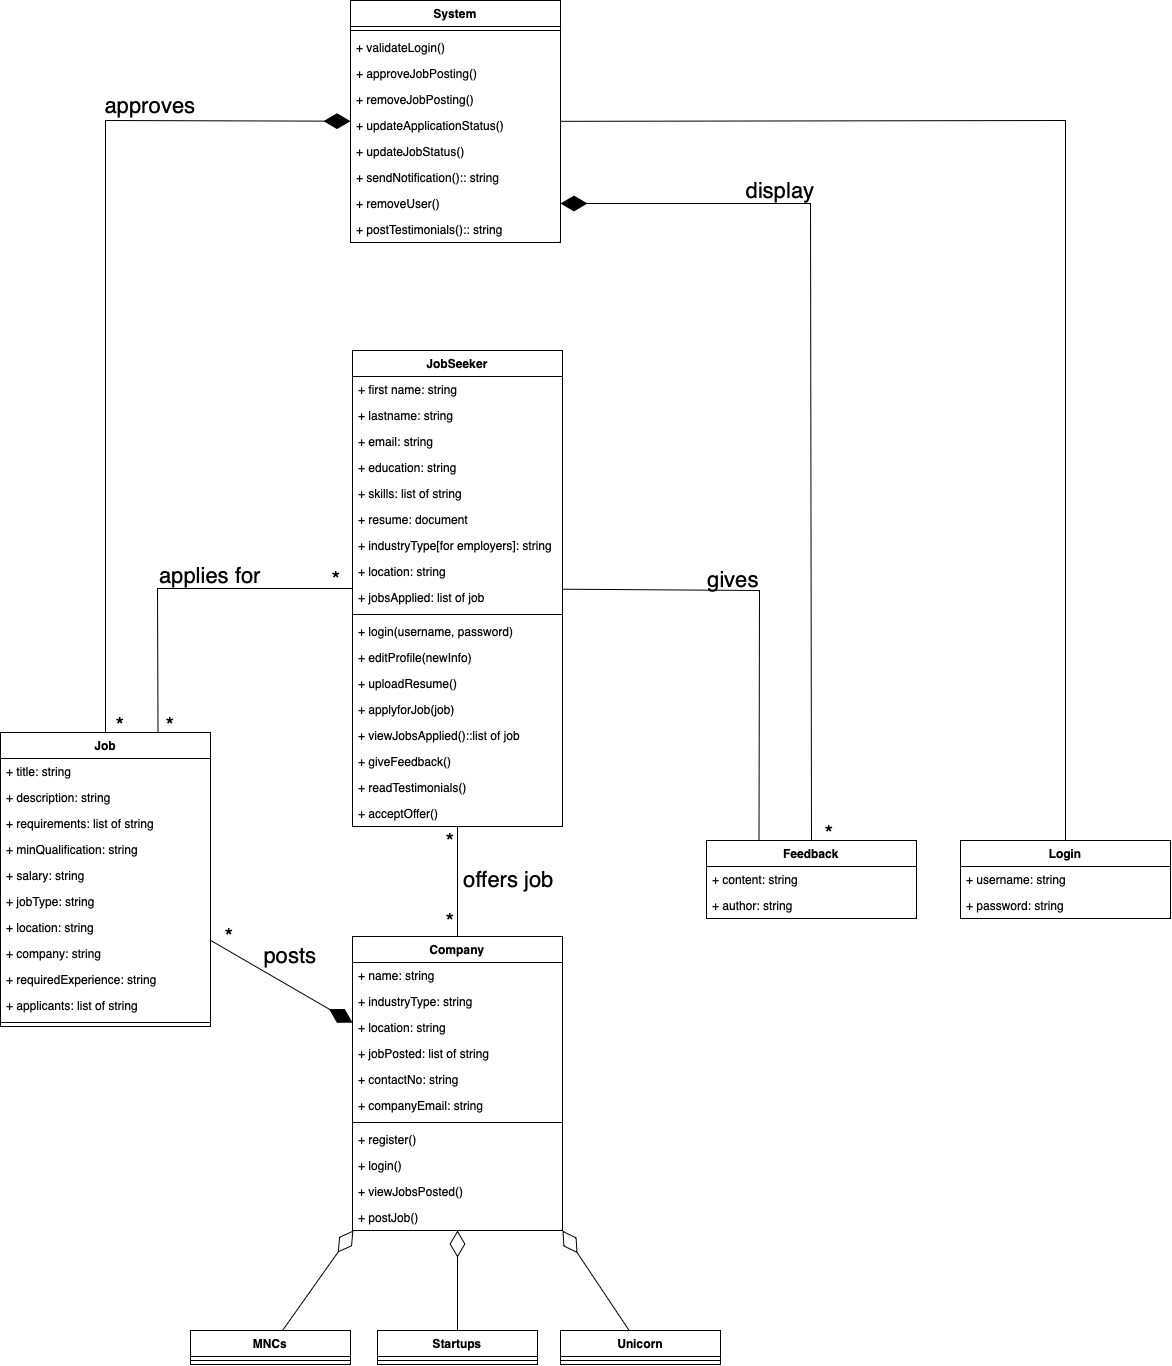 System
+ validateLogin()
+ approveJobPosting()
+ removeJobPosting()
+ updateApplicationStatus()
+ updateJobStatus()
+ sendNotification():: string
+ removeUser()
+ postTestimonials():: string
approves
display
JobSeeker
+ first name: string
+ lastname: string
+ email: string
+ education: string
+ skills: list of string
+ resume: document
+ industryType[for employers]: string
+ location: string
+ jobsApplied: list of job
+ login(username, password)
+ editProfile(newInfo)
+ uploadResume()
+ applyforJob(job)
+ viewJobsApplied()::list of job
+ giveFeedback()
+ readTestimonials()
+ acceptOffer()
applies for
*
gives
*
*
Job
+ title: string
+ description: string
+ requirements: list of string
+ minQualification: string
+ salary: string
+ jobType: string
+ location: string
+ company: string
+ requiredExperience: string
+ applicants: list of string
*
Feedback
+ content: string
+ author: string
Login
+ username: string
+ password: string
*
offers job
*
*
posts
Company
+ name: string
+ industryType: string
+ location: string
+ jobPosted: list of string
+ contactNo: string
+ companyEmail: string
+ register()
+ login()
+ viewJobsPosted()
+ postJob()
MNCs
Startups
Unicorn